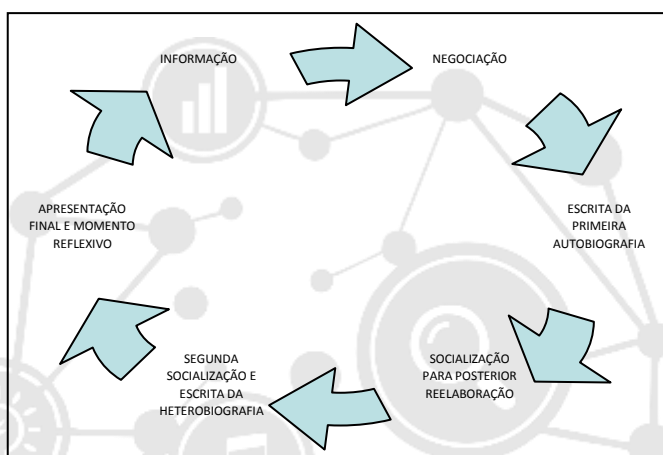 INFORMAÇÃO
NEGOCIAÇÃO
ESCRITA DA
PRIMEIRA
AUTOBIOGRAFIA
SOCIALIZAÇÃO
PARA POSTERIOR
REELABORAÇÃO
SEGUNDA
SOCIALIZAÇÃO E
ESCRITA DA
HETEROBIOGRAFIA
APRESENTAÇÃO
FINAL E MOMENTO
REFLEXIVO